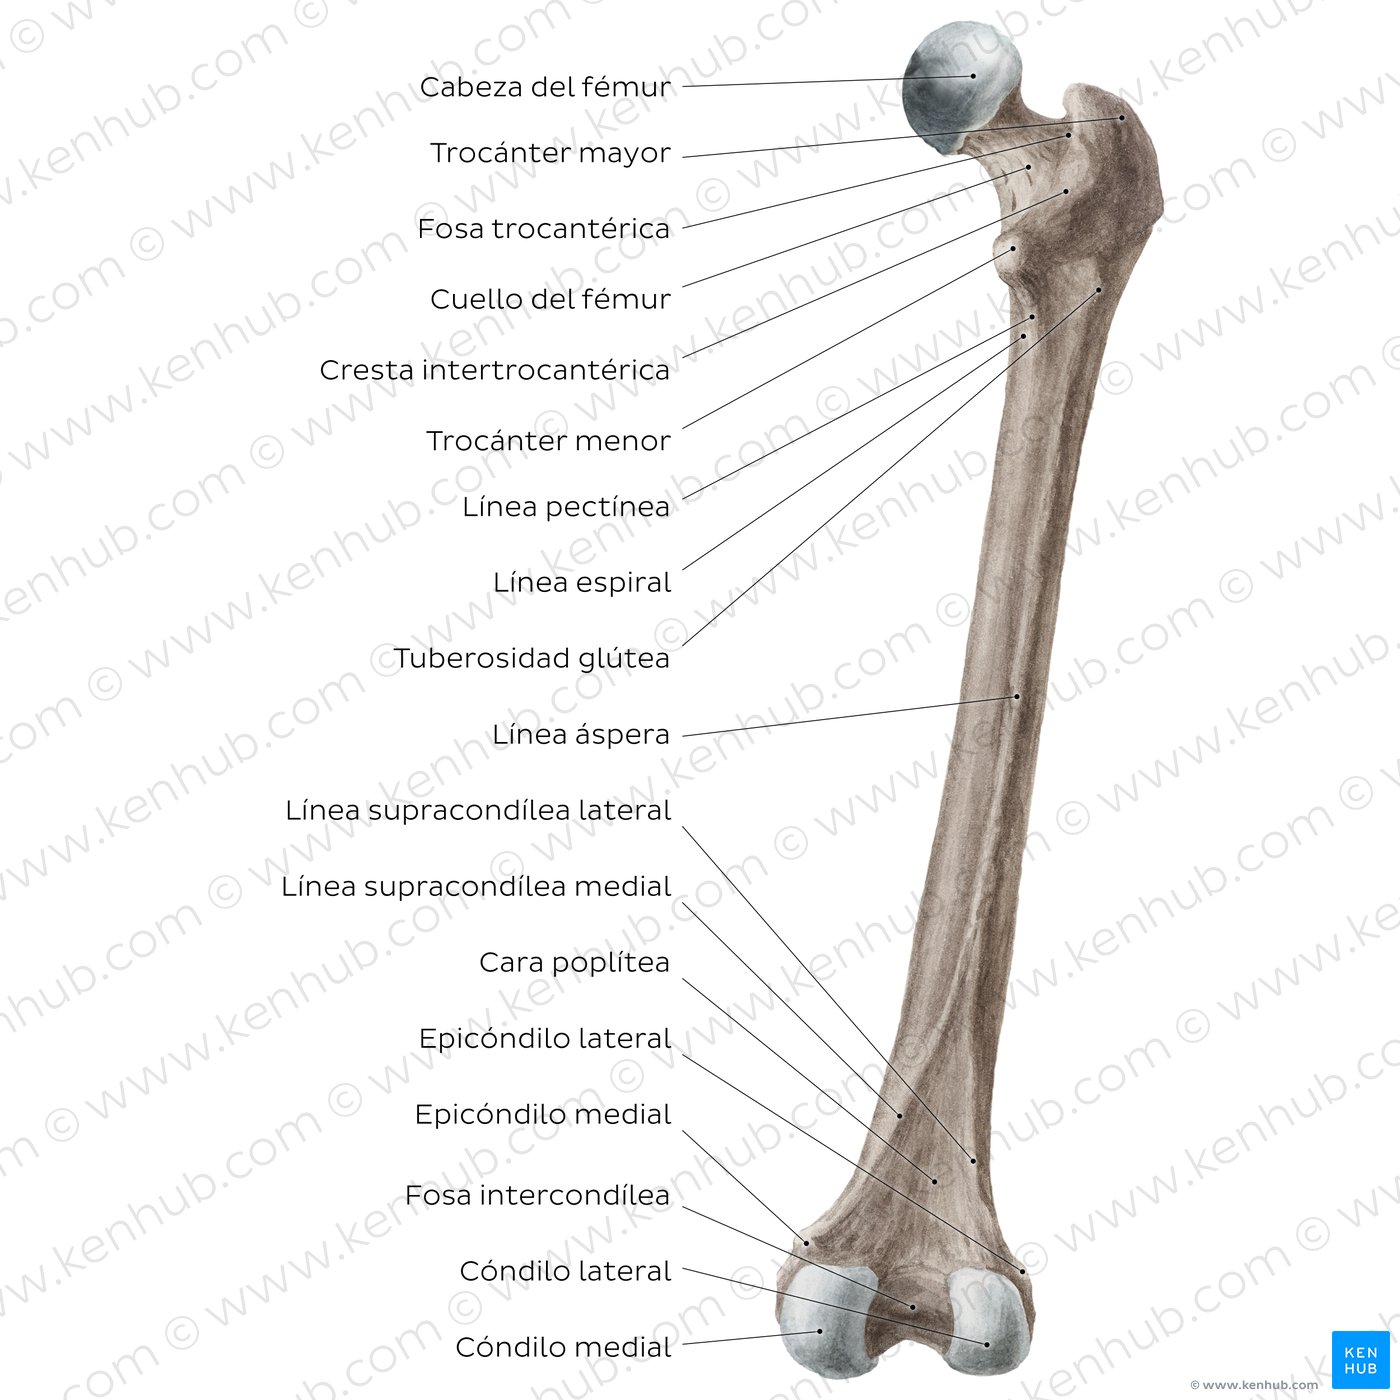 Cabeza del fémur
Trocánter mayor
Fosa trocantérica
Cuello del fémur
Cresta intertrocantérica
Trocánter menor
Línea pectínea
Línea espiral
Tuberosidad glútea
Línea áspera
Línea supracondílea lateral
Línea supracondílea medial
Cara poplítea
Epicóndilo lateral
Epicóndilo medial
Fosa intercondílea
Cóndilo lateral
Cóndilo medial
KEN
HUB
© www.kenhub.com